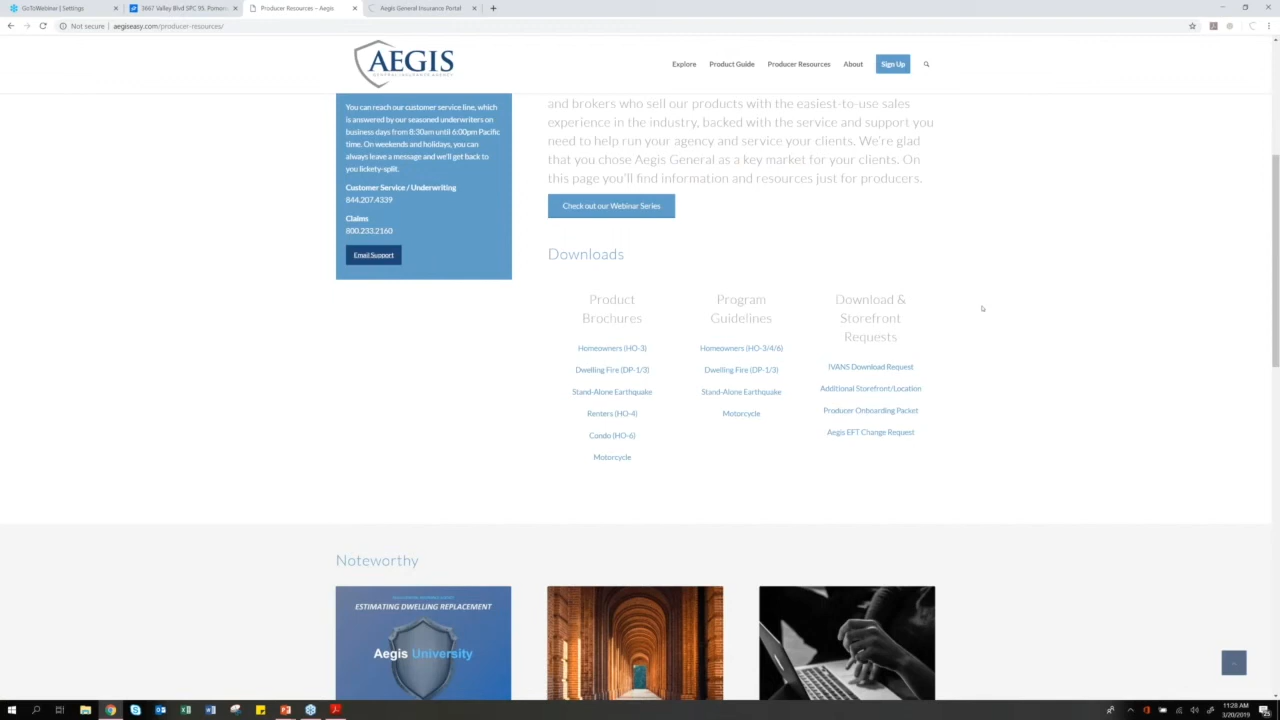 GoToWebinar | Settings
3667 Valley Blvd SPC 95, Pomona
Producer Resources – Aegis
Aegis General Insurance Portal
Not secure | aegiseasy.com/producer-resources/
AEGIS
GENERAL INSURANCE AGENCY
Explore
Product Guide
Producer Resources
About
Sign Up
You can reach our customer service line, which
is answered by our seasoned underwriters on
business days from 8:30am until 6:00pm Pacific
time. On weekends and holidays, you can
always leave a message and we'll get back to
you lickety-split.
Customer Service / Underwriting
844.207.4339
Claims
800.233.2160
Email Support
and brokers who sell our products with the easiest-to-use sales
experience in the industry, backed with the service and support you
need to help run your agency and service your clients. We're glad
that you chose Aegis General as a key market for your clients. On
this page you'll find information and resources just for producers.
Check out our Webinar Series
Downloads
Product
Brochures
Homeowners (HO-3)
Dwelling Fire (DP-1/3)
Stand-Alone Earthquake
Renters (HO-4)
Condo (HO-6)
Motorcycle
Program
Guidelines
Homeowners (HO-3/4/6)
Dwelling Fire (DP-1/3)
Stand-Alone Earthquake
Motorcycle
Download &
Storefront
Requests
IVANS Download Request
Additional Storefront/Location
Producer Onboarding Packet
Aegis EFT Change Request
Noteworthy
ESTIMATING DWELLING REPLACEMENT
Aegis University
11:28 AM
3/20/2019